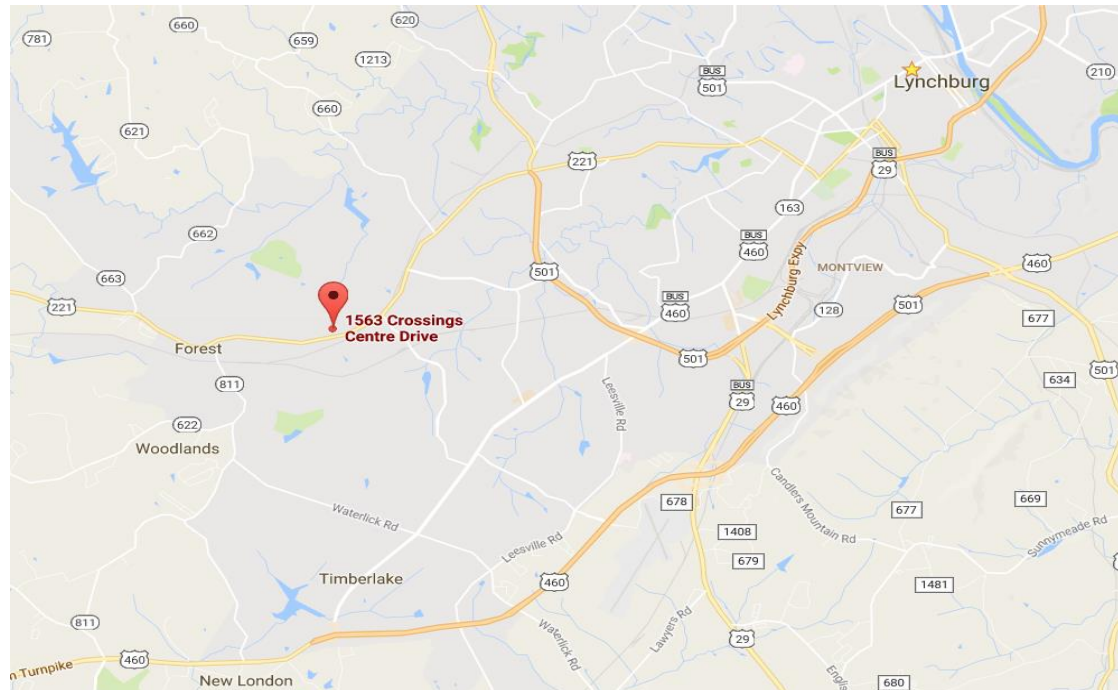 781
660
620
659
1213
BUS
501
Lynchburg
210
660
621
221
BUS
29
163
662
BUS
460
663
501
MONTVIEW
460
501
221
1563 Crossings
Centre Drive
BUS
460
Lynchburg Expy
128
677
Forest
501
811
Leesville Rd
BUS
29
460
634
501
622
Woodlands
Waterlick Rd
678
Candlers Mountain Rd
677
669
1408
Leesville Rd
679
Sunnymeade Rd
Timberlake
460
1481
811
Waterlick Rd
Lawyers Rd
29
460
m Turnpike
New London
Englis
680